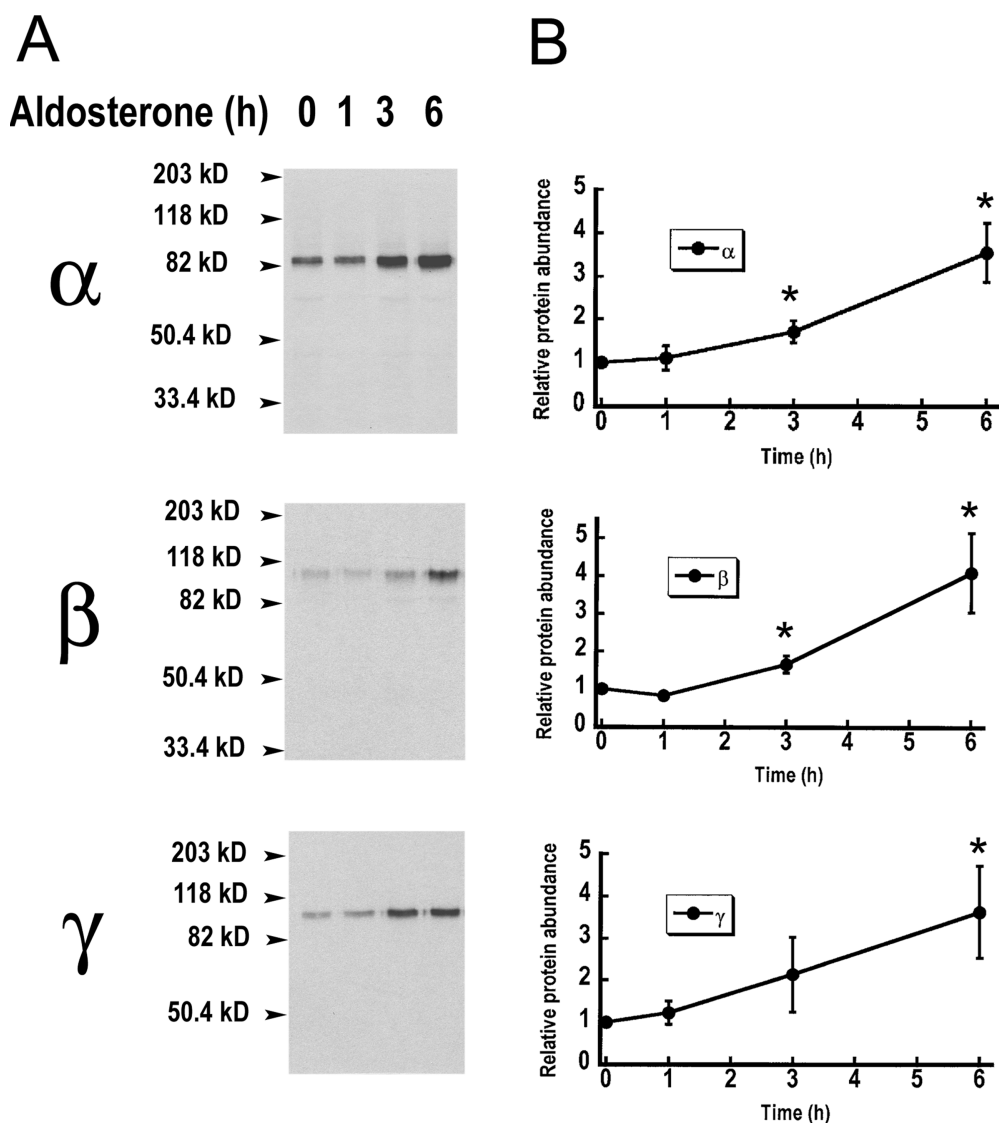 A
B
Aldosterone (h) 0 1 3 6
α
203 kD
118 kD
82 kD
50.4 kD
33.4 kD
Relative protein abundance
5
4
3
2
1
0
α
*
*
0 1 2 3 4 5 6
Time (h)
β
203 kD
118 kD
82 kD
50.4 kD
33.4 kD
Relative protein abundance
5
4
3
2
1
0
β
*
*
0 1 2 3 4 5 6
Time (h)
γ
203 kD
118 kD
82 kD
50.4 kD
Relative protein abundance
5
4
3
2
1
0
γ
*
0 1 2 3 4 5 6
Time (h)